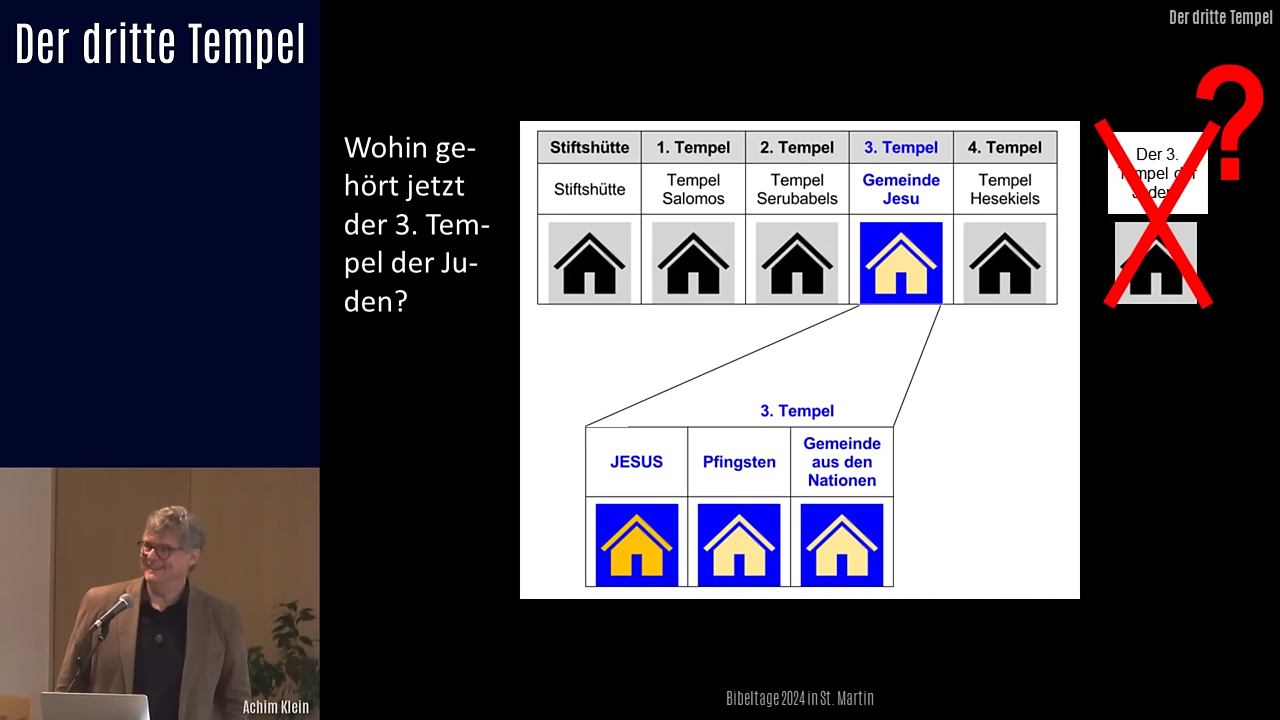 Der dritte Tempel
Der dritte Tempel
Wohin ge-
hört jetzt
der 3. Tem-
pel der Ju-
den?
Stiftshütte 1. Tempel 2. Tempel 3. Tempel 4. Tempel
Stiftshütte
Tempel
Salomos
Tempel
Serubabels
Gemeinde
Jesu
Tempel
Hesekiels
?
Der 3.
3. Tempel
JESUS
Pfingsten
Gemeinde
aus den
Nationen
Achim Klein
Bibeltage 2024 in St. Martin